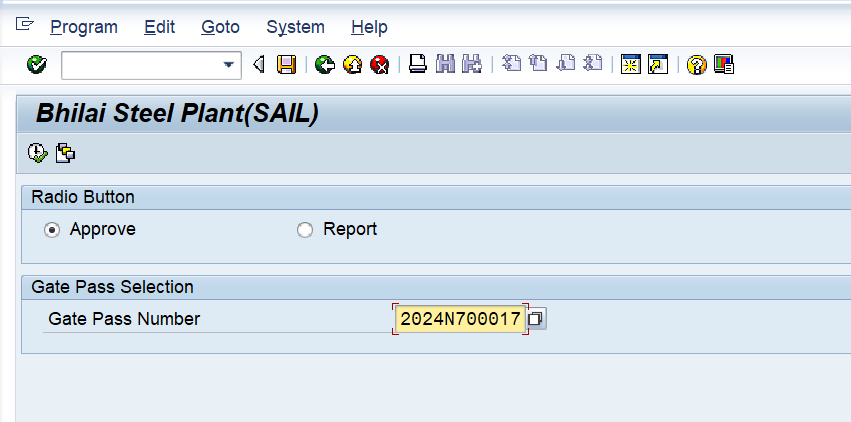 Program Edit Goto System Help
Bhilai Steel Plant(SAIL)
Radio Button
Approve Report
Gate Pass Selection
Gate Pass Number 2024N700017